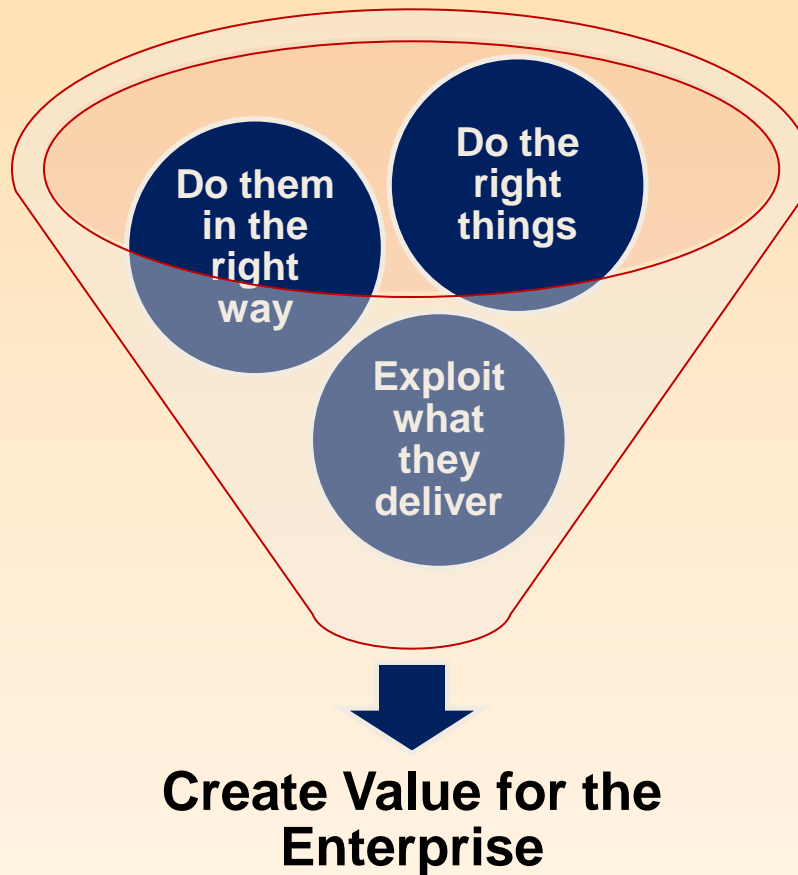 Do the
right
things
Do them
in the
right
way
Exploit
what
they
deliver
Create Value for the
Enterprise